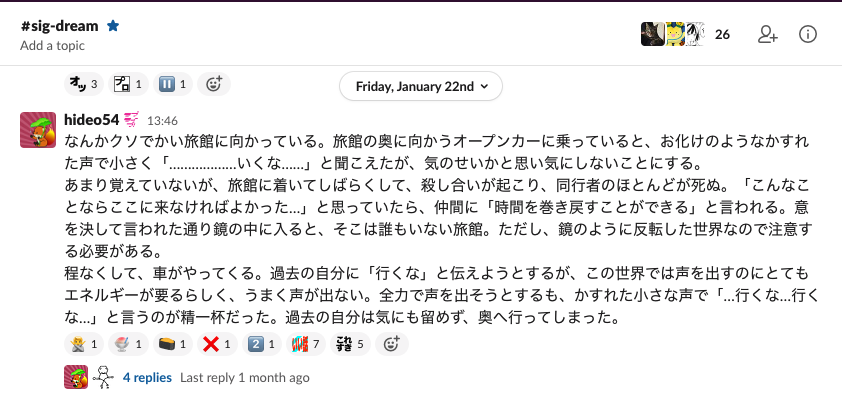 #sig-dream
Add a topic
26
オッ 3
プロ 1
1
Friday, January 22nd
hideo54 13:46
なんかクソでかい旅館に向かっている。旅館の奥に向かうオープンカーに乗っていると、お化けのようなかすれ
た声で小さく「………………いくな……」と聞こえたが、気のせいかと思い気にしないことにする。
あまり覚えていないが、旅館に着いてしばらくして、殺し合いが起こり、同行者のほとんどが死ぬ。「こんなこ
とならここに来なければよかった…」と思っていたら、仲間に「時間を巻き戻すことができる」と言われる。意
を決して言われた通り鏡の中に入ると、そこは誰もいない旅館。ただし、鏡のように反転した世界なので注意す
る必要がある。
程なくして、車がやってくる。過去の自分に「行くな」と伝えようとするが、この世界では声を出すのにとても
エネルギーが要るらしく、うまく声が出ない。全力で声を出そうとするも、かすれた小さな声で「…行くな…行く
な…」と言うのが精一杯だった。過去の自分は気にも留めず、奥へ行ってしまった。
1 1 1 1 2 1 7 5
4 replies Last reply 1 month ago